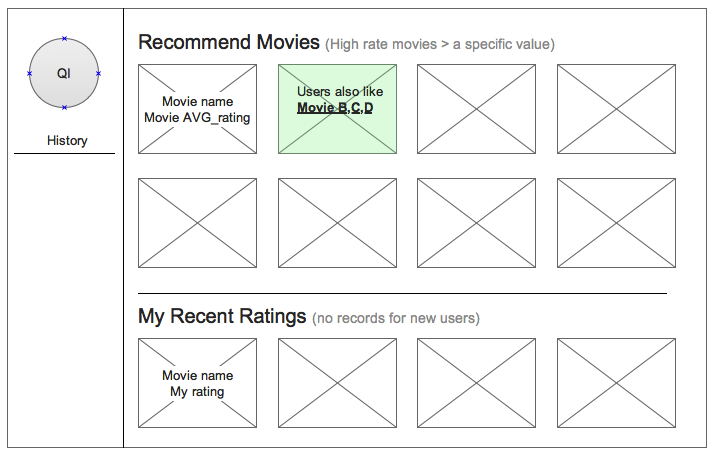 QI
History
Recommend Movies (High rate movies > a specific value)
Movie name
Movie AVG_rating
Users also like
Movie B,C,D
My Recent Ratings (no records for new users)
Movie name
My rating